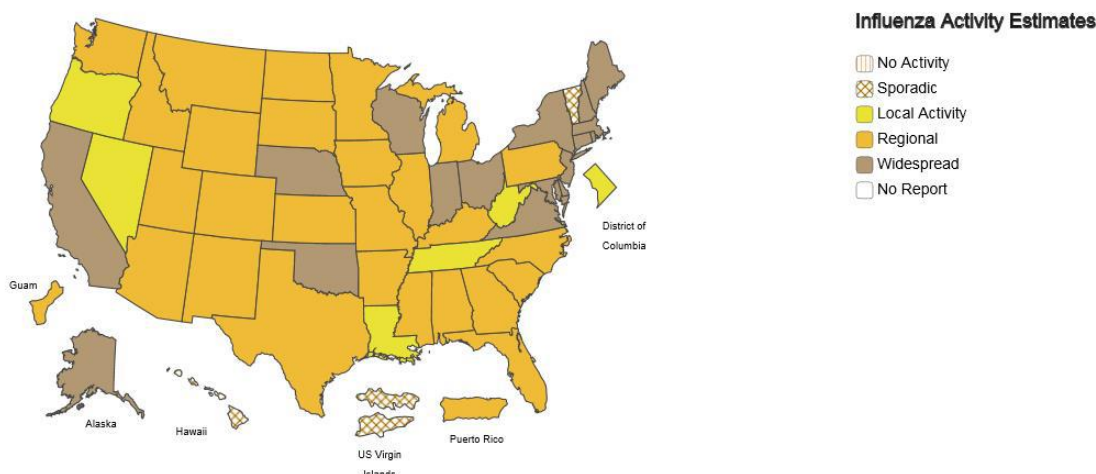 Influenza Activity Estimates
No Activity
Sporadic
Local Activity
Regional
Widespread
No Report
District of
Columbia
Guam
Alaska
Hawaii
US Virgin
Islands
Puerto Rico